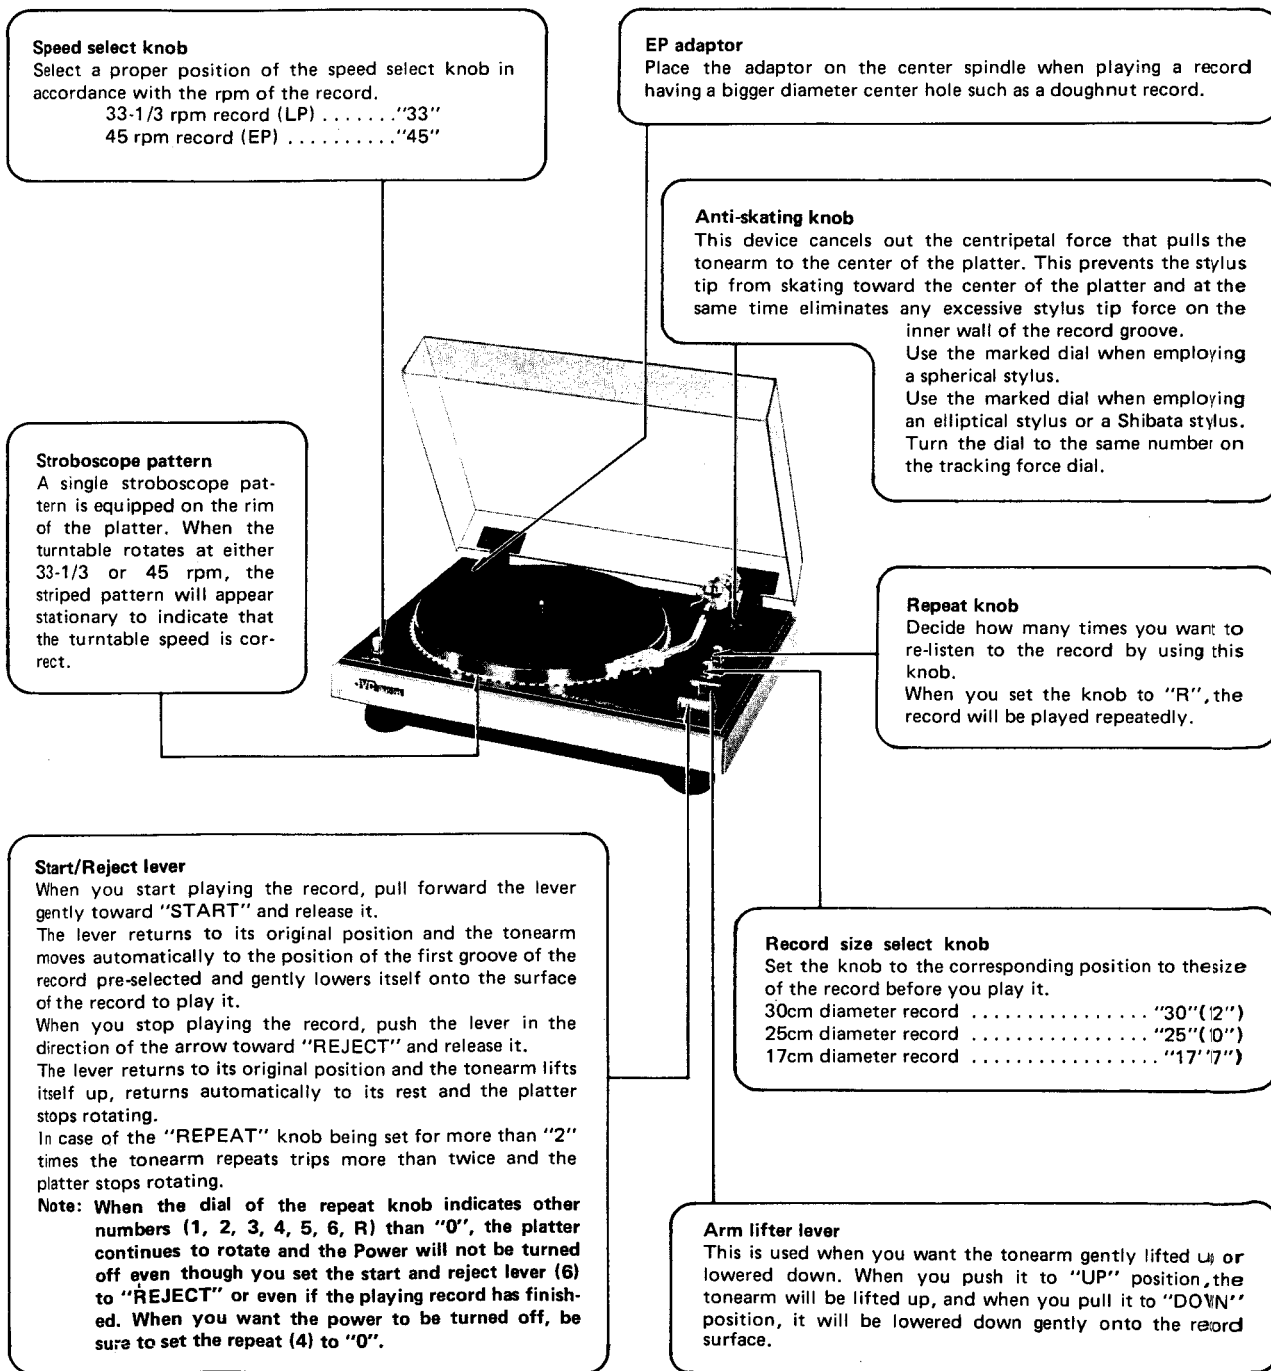 Speed select knob
Select a proper position of the speed select knob in
accordance with the rpm of the record.
33-1/3 rpm record (LP) . . . . . . . "33"
45 rpm record (EP) . . . . . . . . . . "45"
EP adaptor
Place the adaptor on the center spindle when playing a record
having a bigger diameter center hole such as a doughnut record.
Anti-skating knob
This device cancels out the centripetal force that pulls the
tonearm to the center of the platter. This prevents the stylus
tip from skating toward the center of the platter and at the
same time eliminates any excessive stylus tip force on the
inner wall of the record groove.
Use the marked dial when employing
a spherical stylus.
Use the marked dial when employing
an elliptical stylus or a Shibata stylus.
Turn the dial to the same number on
the tracking force dial.
Stroboscope pattern
A single stroboscope pat-
tern is equipped on the rim
of the platter. When the
turntable rotates at either
33-1/3 or 45 rpm, the
striped pattern will appear
stationary to indicate that
the turntable speed is cor-
rect.
Repeat knob
Decide how many times you want to
re-listen to the record by using this
knob.
When you set the knob to "R", the
record will be played repeatedly.
JVC
Start/Reject lever
When you start playing the record, pull forward the lever
gently toward "START" and release it.
The lever returns to its original position and the tonearm
moves automatically to the position of the first groove of the
record pre-selected and gently lowers itself onto the surface
of the record to play it.
When you stop playing the record, push the lever in the
direction of the arrow toward "REJECT" and release it.
The lever returns to its original position and the tonearm lifts
itself up, returns automatically to its rest and the platter
stops rotating.
In case of the "REPEAT" knob being set for more than "2"
times the tonearm repeats trips more than twice and the
platter stops rotating.
Note: When the dial of the repeat knob indicates other
numbers (1, 2, 3, 4, 5, 6, R) than "0", the platter
continues to rotate and the Power will not be turned
off even though you set the start and reject lever (6)
to "REJECT" or even if the playing record has finish-
ed. When you want the power to be turned off, be
sure to set the repeat (4) to "0".
Record size select knob
Set the knob to the corresponding position to thesize
of the record before you play it.
30cm diameter record . . . . . . . . . . . . . . . . "30"(12")
25cm diameter record . . . . . . . . . . . . . . . . "25"(10")
17cm diameter record . . . . . . . . . . . . . . . . . "17"7")
Arm lifter lever
This is used when you want the tonearm gently lifted up or
lowered down. When you push it to "UP" position, the
tonearm will be lifted up, and when you pull it to "DOWN"
position, it will be lowered down gently onto the record
surface.